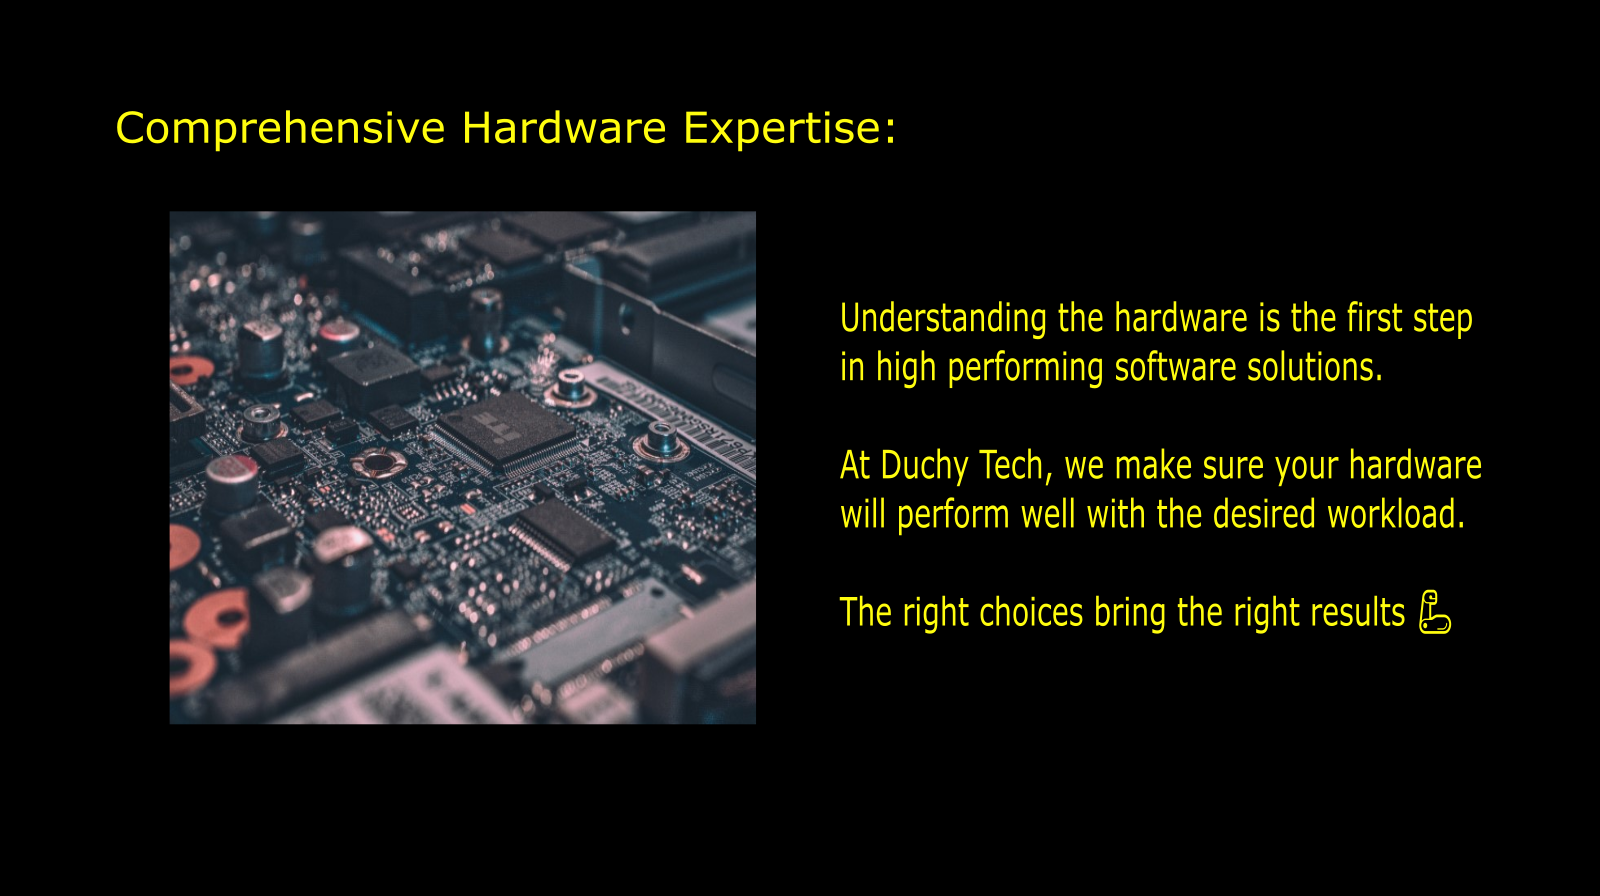 Comprehensive Hardware Expertise:
Understanding the hardware is the first step
in high performing software solutions.
At Duchy Tech, we make sure your hardware
will perform well with the desired workload.
The right choices bring the right results 💪